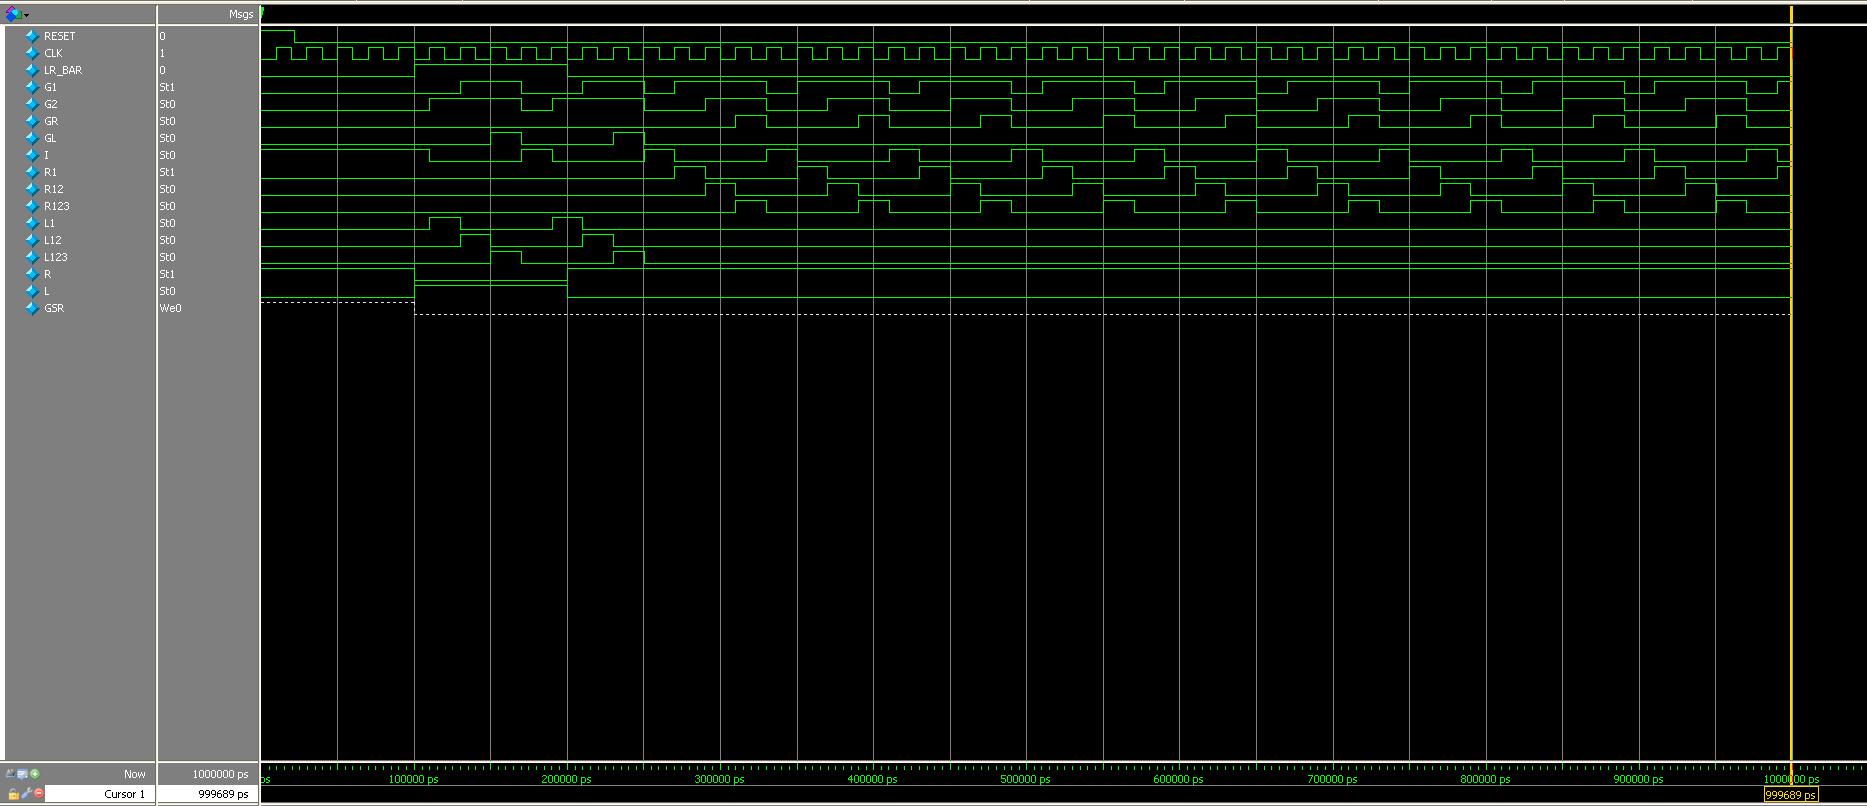 Msgs
RESET 0
CLK 1
LR_BAR 0
G1 St1
G2 St0
GR St0
GL St0
I St0
R1 St1
R12 St0
R123 St0
L1 St0
L12 St0
L123 St0
R St1
L St0
GSR We0
Now 1000000 ps ps 100000 ps 200000 ps 300000 ps 400000 ps 500000 ps 600000 ps 700000 ps 800000 ps 900000 ps 1000000 ps
Cursor 1 999689 ps 999689 ps